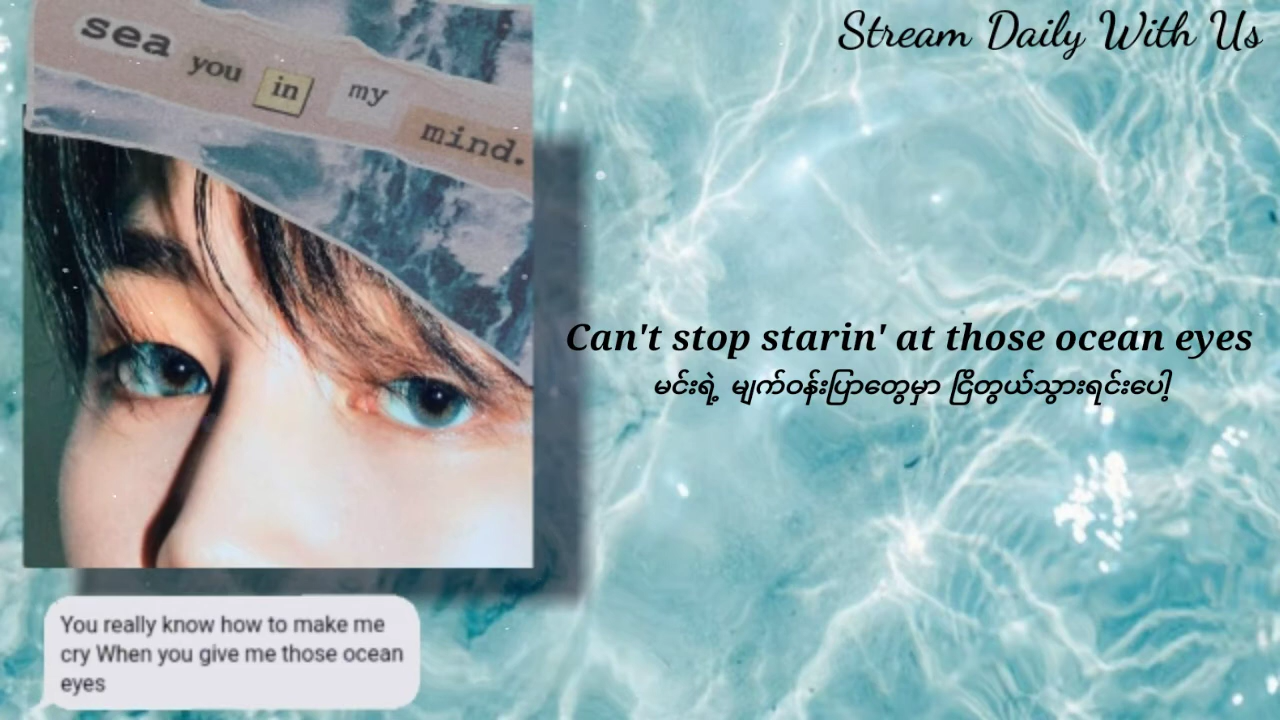 Stream Daily With Us
sea you in my mind.
Can't stop starin' at those ocean eyes
မင်းရဲ့ မျက်ဝန်းပြာတွေမှာ ငြိတွယ်သွားရင်းပေါ့
You really know how to make me
cry When you give me those ocean
eyes